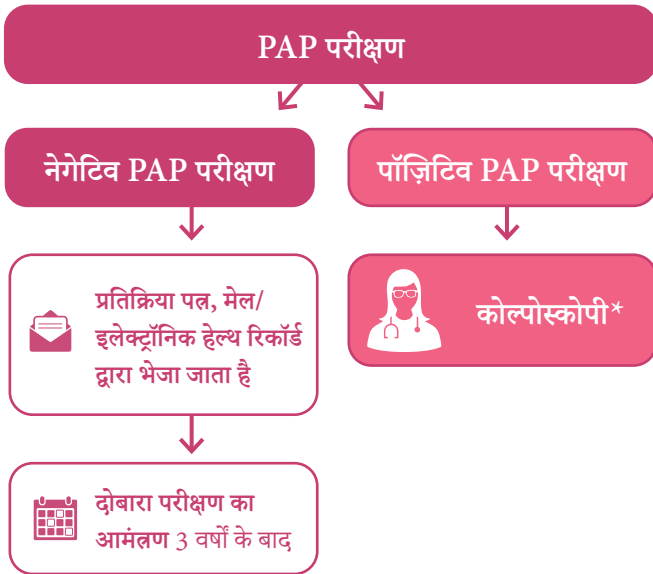 PAP परीक्षण
नेगेटिव PAP परीक्षण
पॉज़िटिव PAP परीक्षण
प्रतिक्रिया पत्र, मेल/
इलेक्ट्रॉनिक हेल्थ रिकॉर्ड
द्वारा भेजा जाता है
कोल्पोस्कोपी*
दोबारा परीक्षण का
आमंत्रण 3 वर्षों के बाद